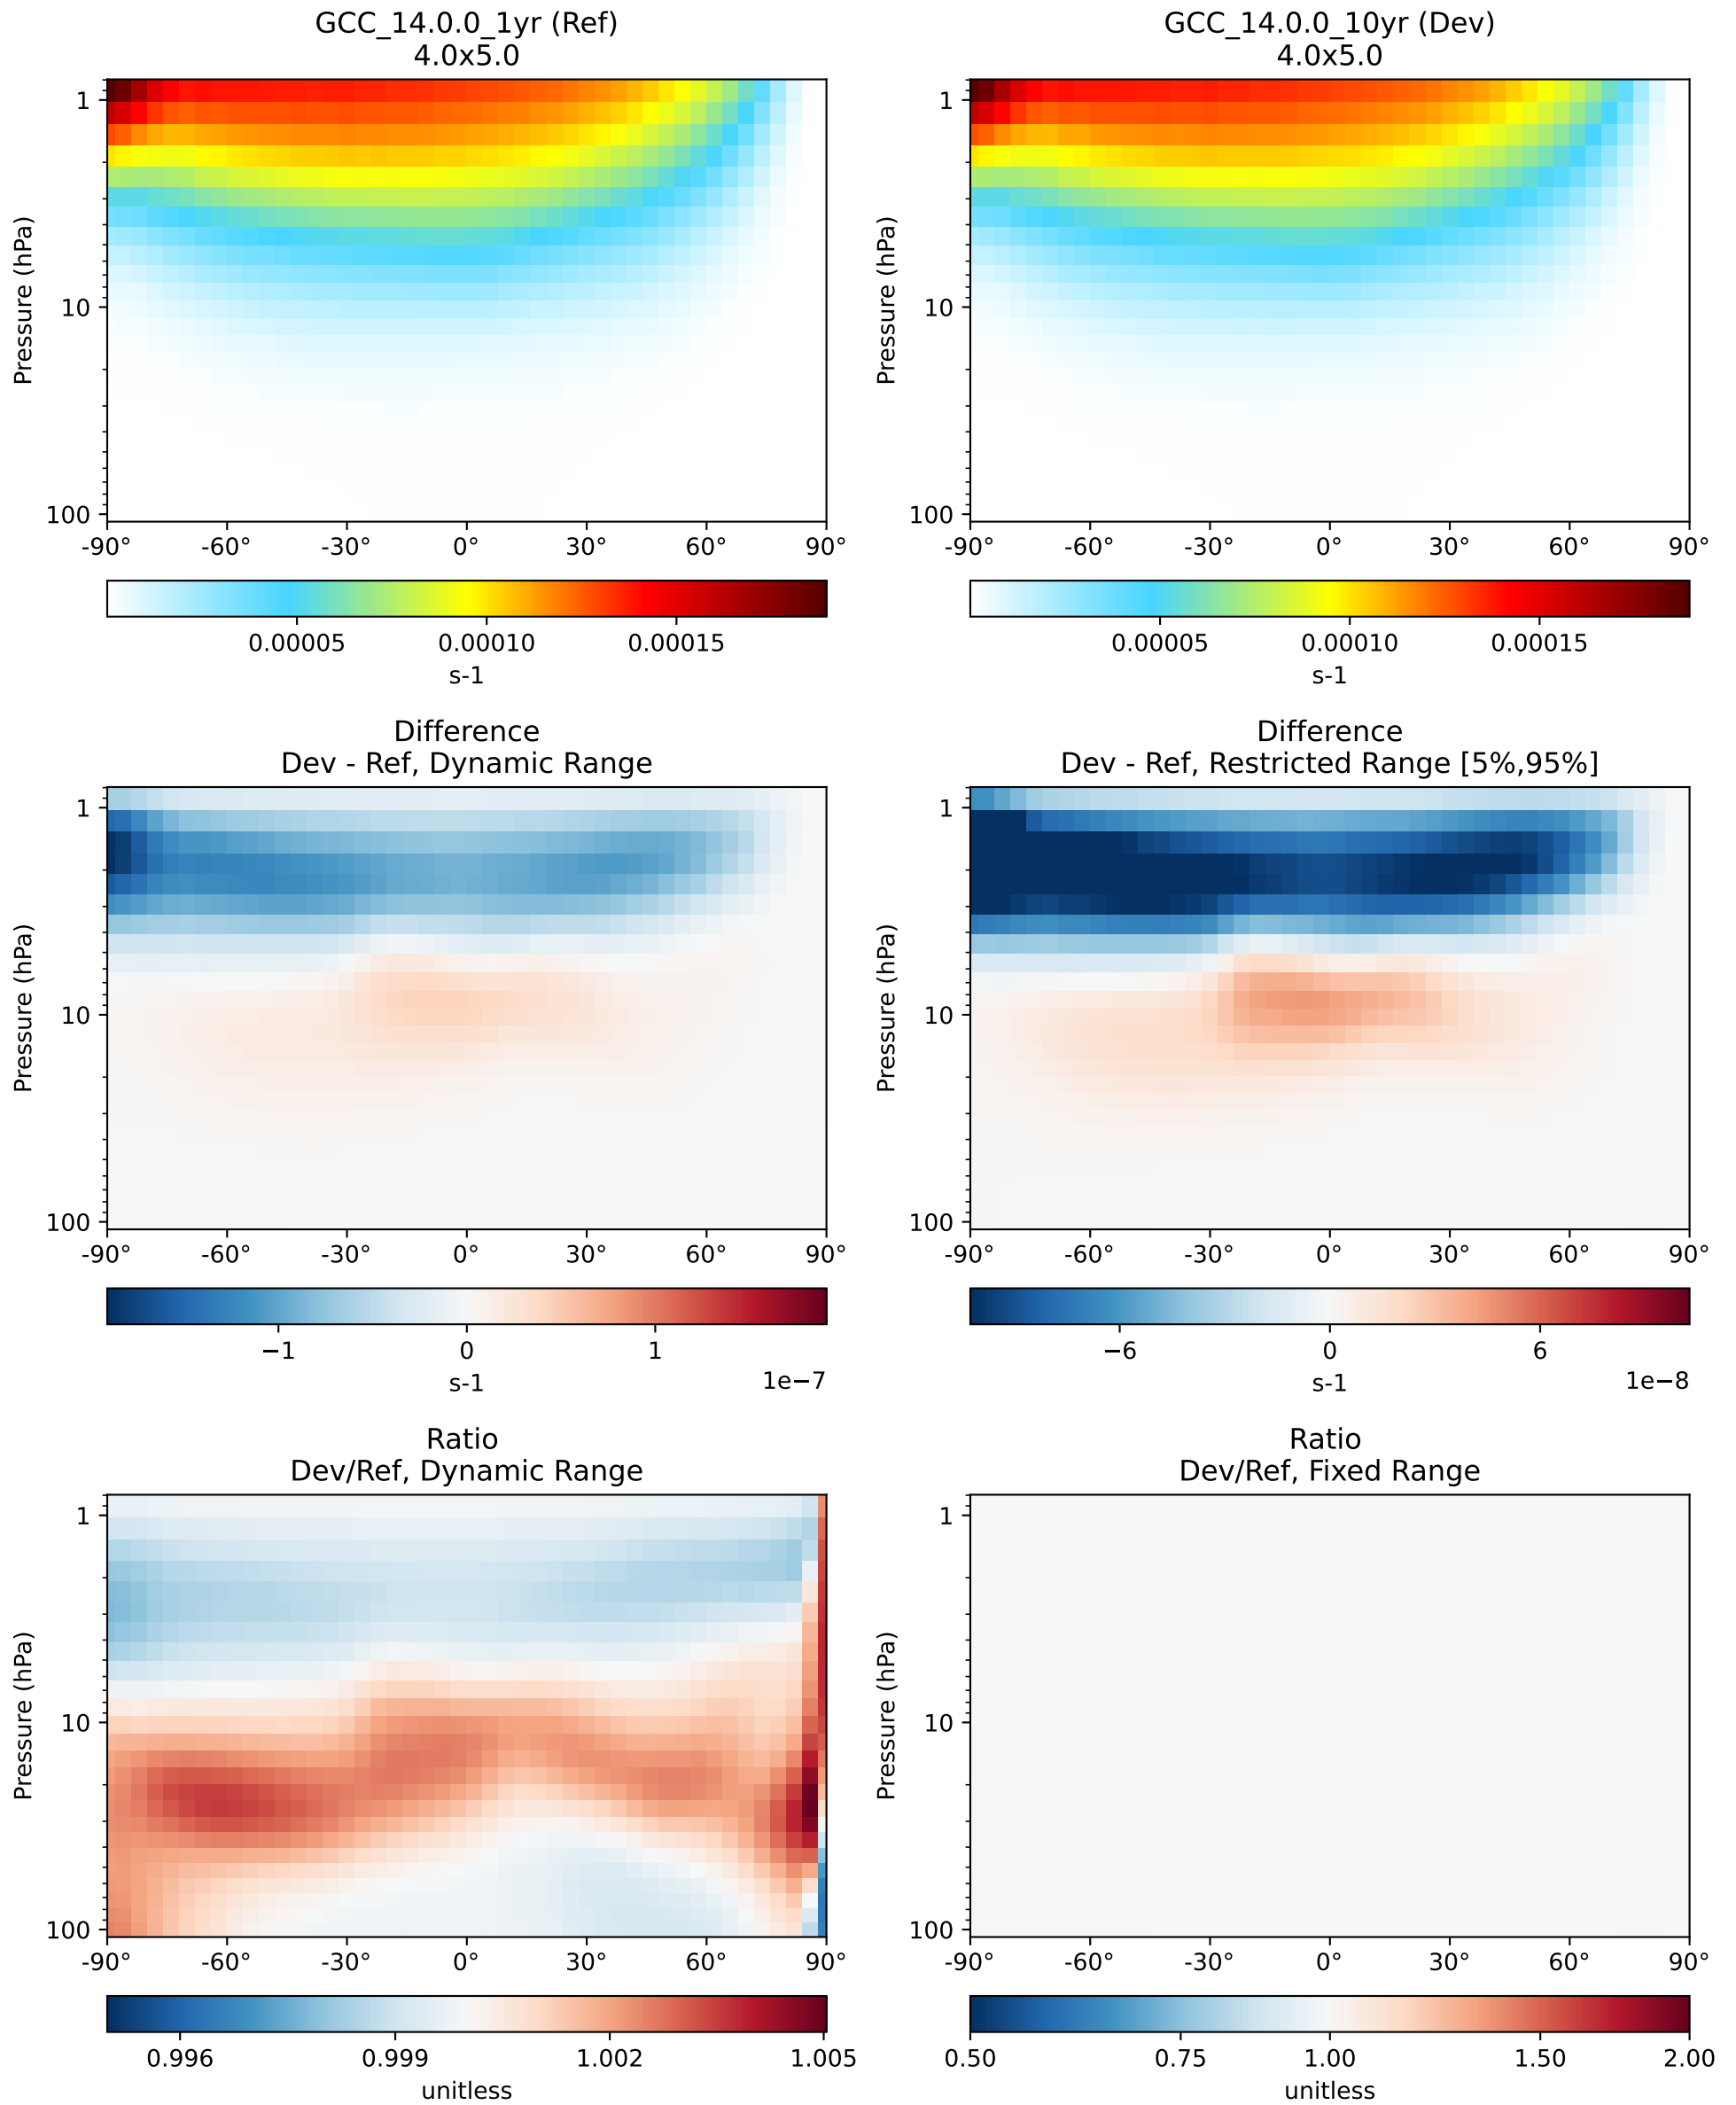 GCC_14.0.0_1yr (Ref)
4.0x5.0
Pressure (hPa)
1
10
100
-90° -60° -30° 0° 30° 60° 90°
0.00005 0.00010 0.00015
s-1
GCC_14.0.0_10yr (Dev)
4.0x5.0
Pressure (hPa)
1
10
100
-90° -60° -30° 0° 30° 60° 90°
0.00005 0.00010 0.00015
s-1
Difference
Dev - Ref, Dynamic Range
Pressure (hPa)
1
10
100
-90° -60° -30° 0° 30° 60° 90°
−1 0 1
s-1 1e−7
Difference
Dev - Ref, Restricted Range [5%,95%]
Pressure (hPa)
1
10
100
-90° -60° -30° 0° 30° 60° 90°
−6 0 6
s-1 1e−8
Ratio
Dev/Ref, Dynamic Range
Pressure (hPa)
1
10
100
-90° -60° -30° 0° 30° 60° 90°
0.996 0.999 1.002 1.005
unitless
Ratio
Dev/Ref, Fixed Range
Pressure (hPa)
1
10
100
-90° -60° -30° 0° 30° 60° 90°
0.50 0.75 1.00 1.50 2.00
unitless